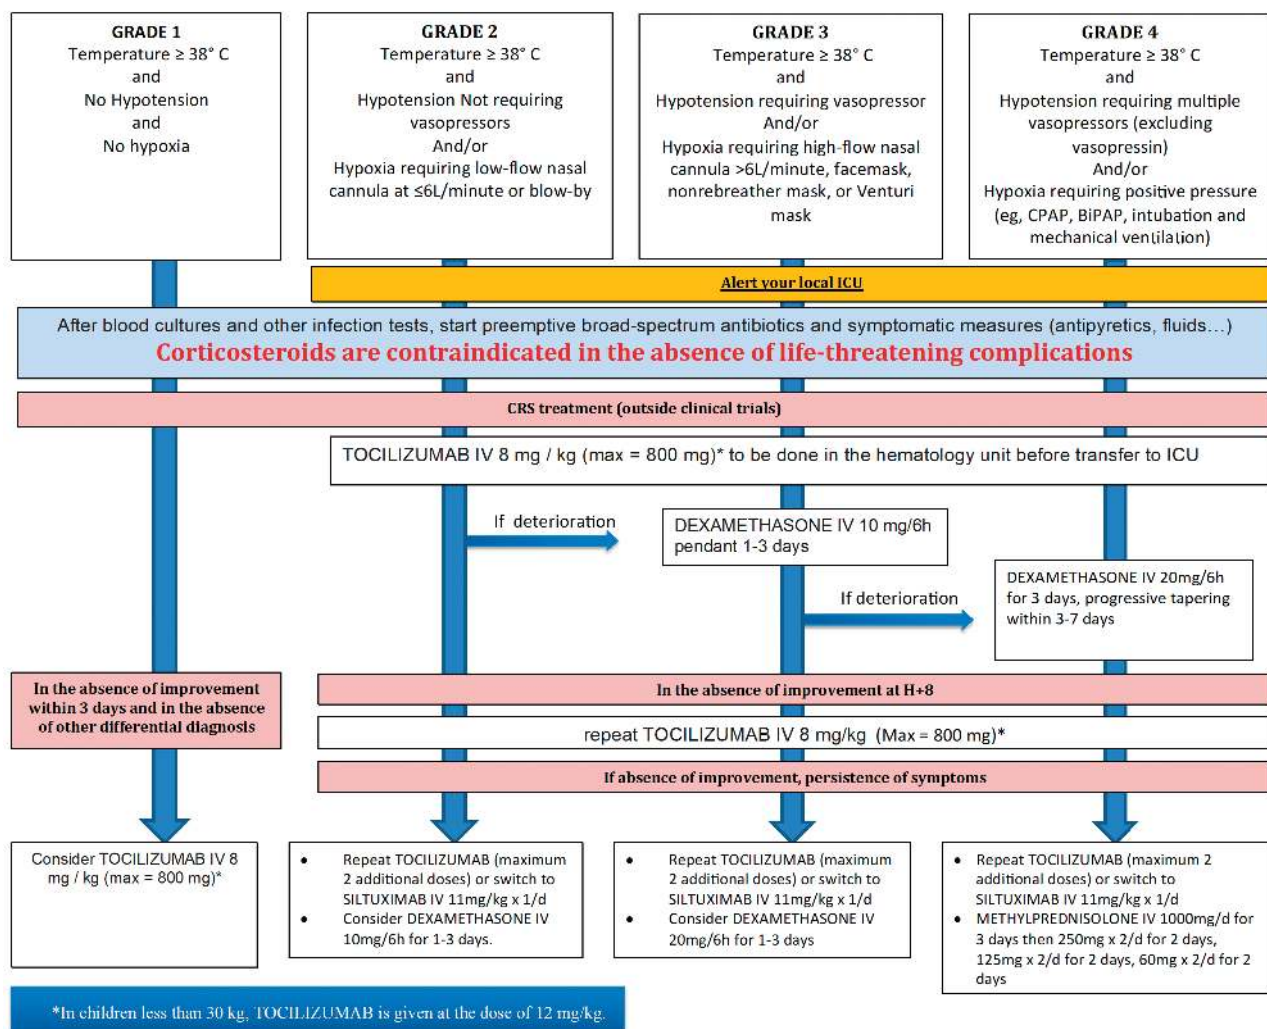 GRADE 1
Temperature ≥ 38° C
and
No Hypotension
and
No hypoxia
GRADE 2
Temperature ≥ 38° C
and
Hypotension Not requiring
vasopressors
And/or
Hypoxia requiring low-flow nasal
cannula at ≤6L/minute or blow-by
GRADE 3
Temperature ≥ 38° C
and
Hypotension requiring vasopressor
And/or
Hypoxia requiring high-flow nasal
cannula >6L/minute, facemask,
nonrebreather mask, or Venturi
mask
GRADE 4
Temperature ≥ 38° C
and
Hypotension requiring multiple
vasopressors (excluding
vasopressin)
And/or
Hypoxia requiring positive pressure
(eg, CPAP, BiPAP, intubation and
mechanical ventilation)
Alert your local ICU
After blood cultures and other infection tests, start preemptive broad-spectrum antibiotics and symptomatic measures (antipyretics, fluids…)
Corticosteroids are contraindicated in the absence of life-threatening complications
CRS treatment (outside clinical trials)
TOCILIZUMAB IV 8 mg / kg (max = 800 mg)* to be done in the hematology unit before transfer to ICU
If deterioration
DEXAMETHASONE IV 10 mg/6h
pendant 1-3 days
If deterioration
DEXAMETHASONE IV 20mg/6h
for 3 days, progressive tapering
within 3-7 days
In the absence of improvement
within 3 days and in the absence
of other differential diagnosis
In the absence of improvement at H+8
repeat TOCILIZUMAB IV 8 mg/kg (Max = 800 mg)*
If absence of improvement, persistence of symptoms
Consider TOCILIZUMAB IV 8
mg / kg (max = 800 mg)*
• Repeat TOCILIZUMAB (maximum
2 additional doses) or switch to
SILTUXIMAB IV 11mg/kg x 1/d
• Consider DEXAMETHASONE IV
10mg/6h for 1-3 days.
• Repeat TOCILIZUMAB (maximum
2 additional doses) or switch to
SILTUXIMAB IV 11mg/kg x 1/d
• Consider DEXAMETHASONE IV
20mg/6h for 1-3 days
• Repeat TOCILIZUMAB (maximum 2
additional doses) or switch to
SILTUXIMAB IV 11mg/kg x 1/d
• METHYLPREDNISOLONE IV 1000mg/d for
3 days then 250mg x 2/d for 2 days,
125mg x 2/d for 2 days, 60mg x 2/d for 2
days
*In children less than 30 kg, TOCILIZUMAB is given at the dose of 12 mg/kg.